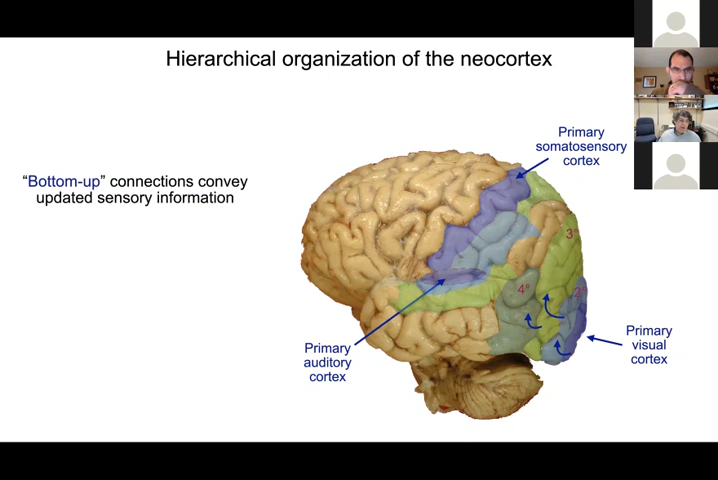 Hierarchical organization of the neocortex
Primary
somatosensory
cortex
“Bottom-up” connections convey
updated sensory information
3°
4°
2°
Primary
visual
cortex
Primary
auditory
cortex